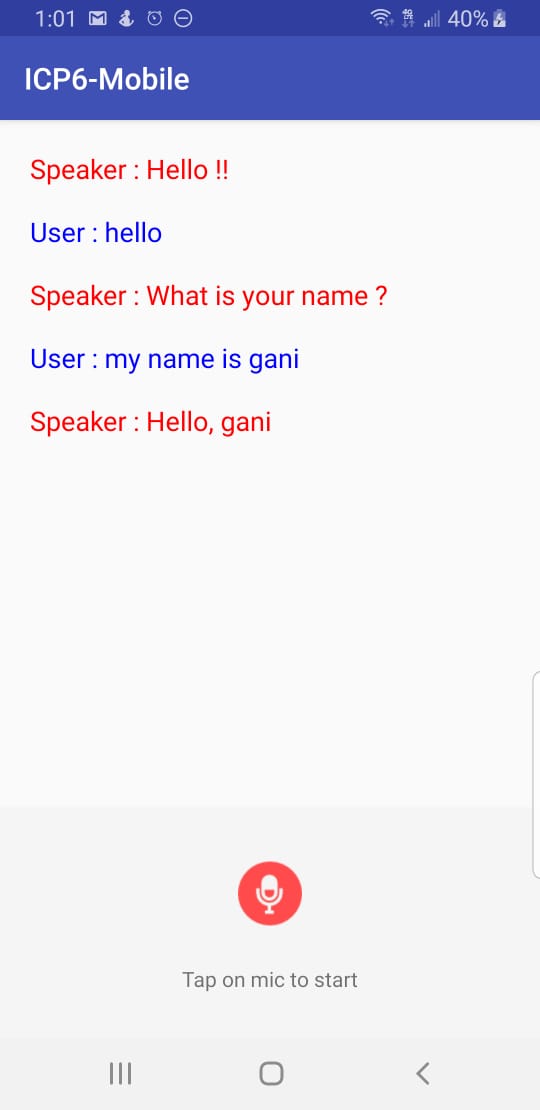 1:01 40%
ICP6-Mobile
Speaker : Hello !!
User : hello
Speaker : What is your name ?
User : my name is gani
Speaker : Hello, gani
Tap on mic to start